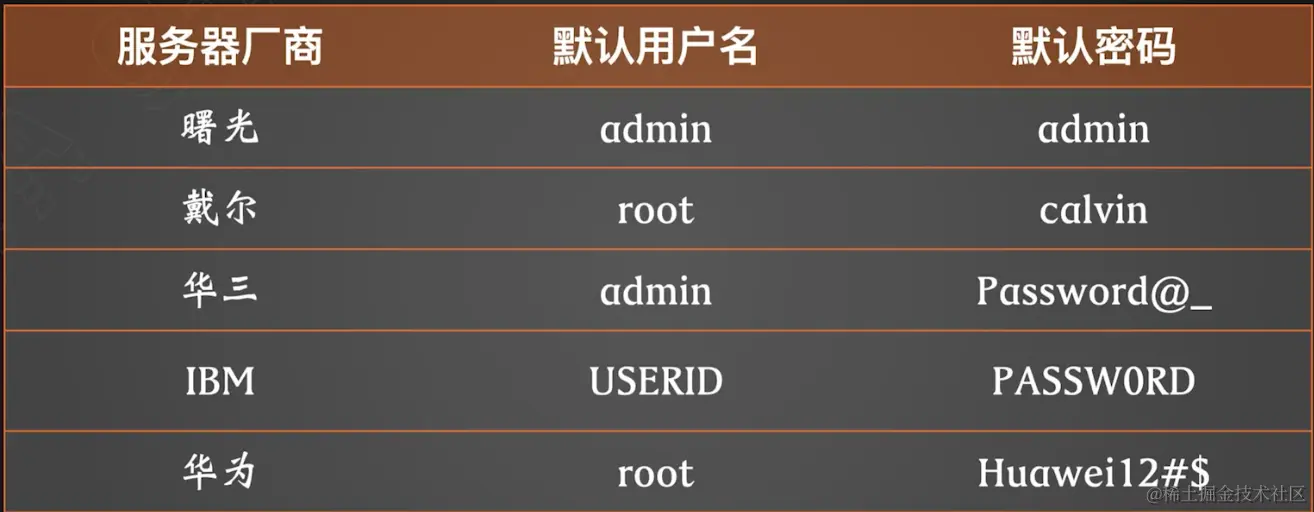 服务器厂商 默认用户名 默认密码
曙光 admin admin
戴尔 root calvin
华三 admin Password@_
IBM USERID PASSW0RD
华为 root Huawei12#$
@稀土掘金技术社区